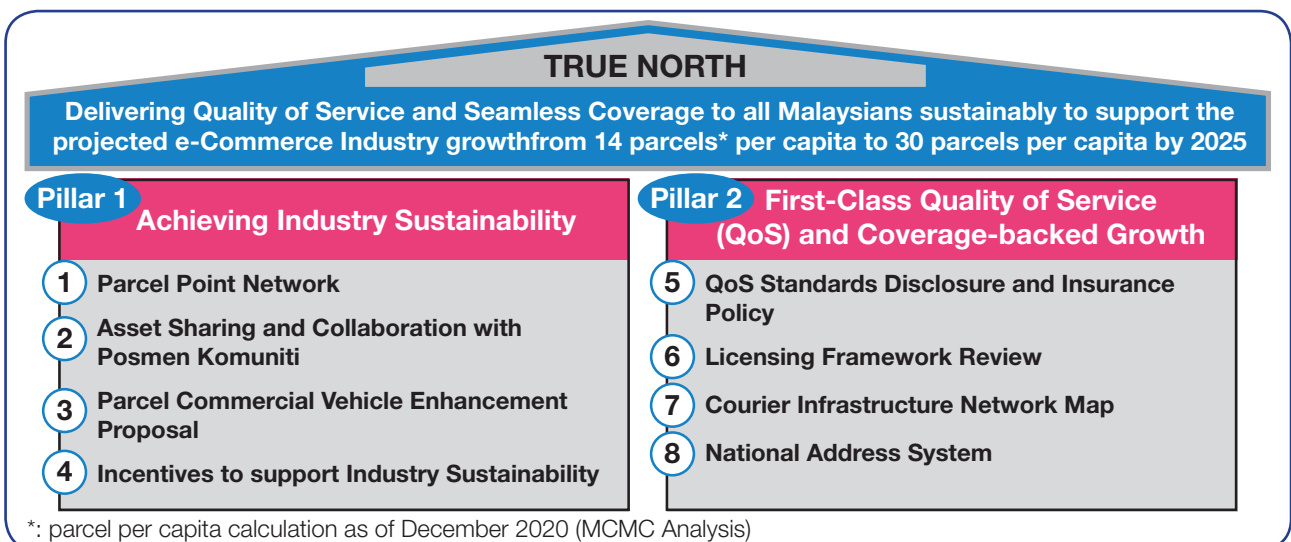 TRUE NORTH
Delivering Quality of Service and Seamless Coverage to all Malaysians sustainably to support the
projected e-Commerce Industry growthfrom 14 parcels* per capita to 30 parcels per capita by 2025
Pillar 1
Achieving Industry Sustainability
1 Parcel Point Network
2 Asset Sharing and Collaboration with
Posmen Komuniti
3 Parcel Commercial Vehicle Enhancement
Proposal
4 Incentives to support Industry Sustainability
Pillar 2
First-Class Quality of Service
(QoS) and Coverage-backed Growth
5 QoS Standards Disclosure and Insurance
Policy
6 Licensing Framework Review
7 Courier Infrastructure Network Map
8 National Address System
*: parcel per capita calculation as of December 2020 (MCMC Analysis)